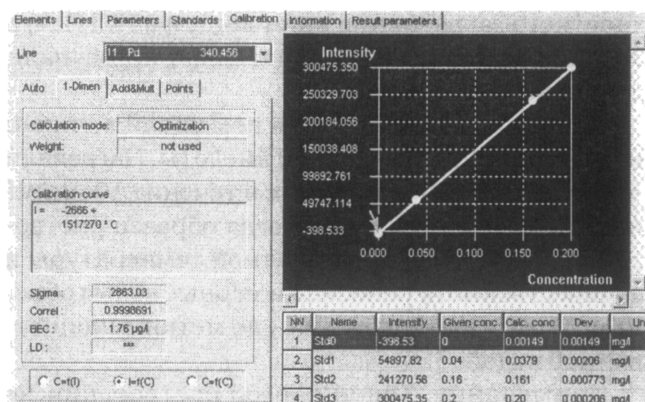 Elements Lines Parameters Standards Calibration Information Result parameters
Line 11 Pd 340.456
Auto 1-Dimen Add&Mult Points
Calculation mode: Optimization
Weight: not used
Calibration curve
I = -2666 +
1517270 * C
Sigma : 2863.03
Correl 0.9998691
BEC : 1.76 µg/l
LD : ***
C=f(I) I=f(C) C=f(C)
Intensity
300475.350
250329.703
200184.056
150038.408
99892.761
49747.114
-398.533
0.000 0.050 0.100 0.200
Concentration
NN Name Intensity Given conc Calc. conc Dev. Un
1 Std0 -398.53 0 0.00149 0.00149 mg/l
2 Std1 54897.82 0.04 0.0379 0.00206 mg/l
3 Std2 241270.56 0.16 0.161 0.000773 mg/l
4 Std3 300475.35 0.2 0.20 0.000206 mg/l